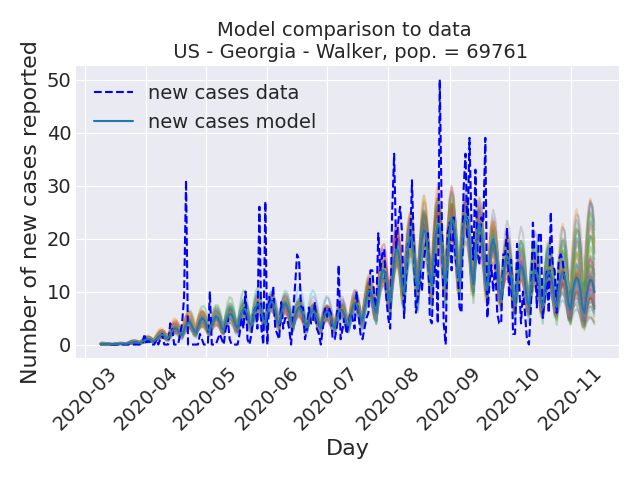 Model comparison to data
US - Georgia - Walker, pop. = 69761
Number of new cases reported
50
40
30
20
10
0
new cases data
new cases model
2020-03
2020-04
2020-05
2020-06
2020-07
2020-08
2020-09
2020-10
2020-11
Day